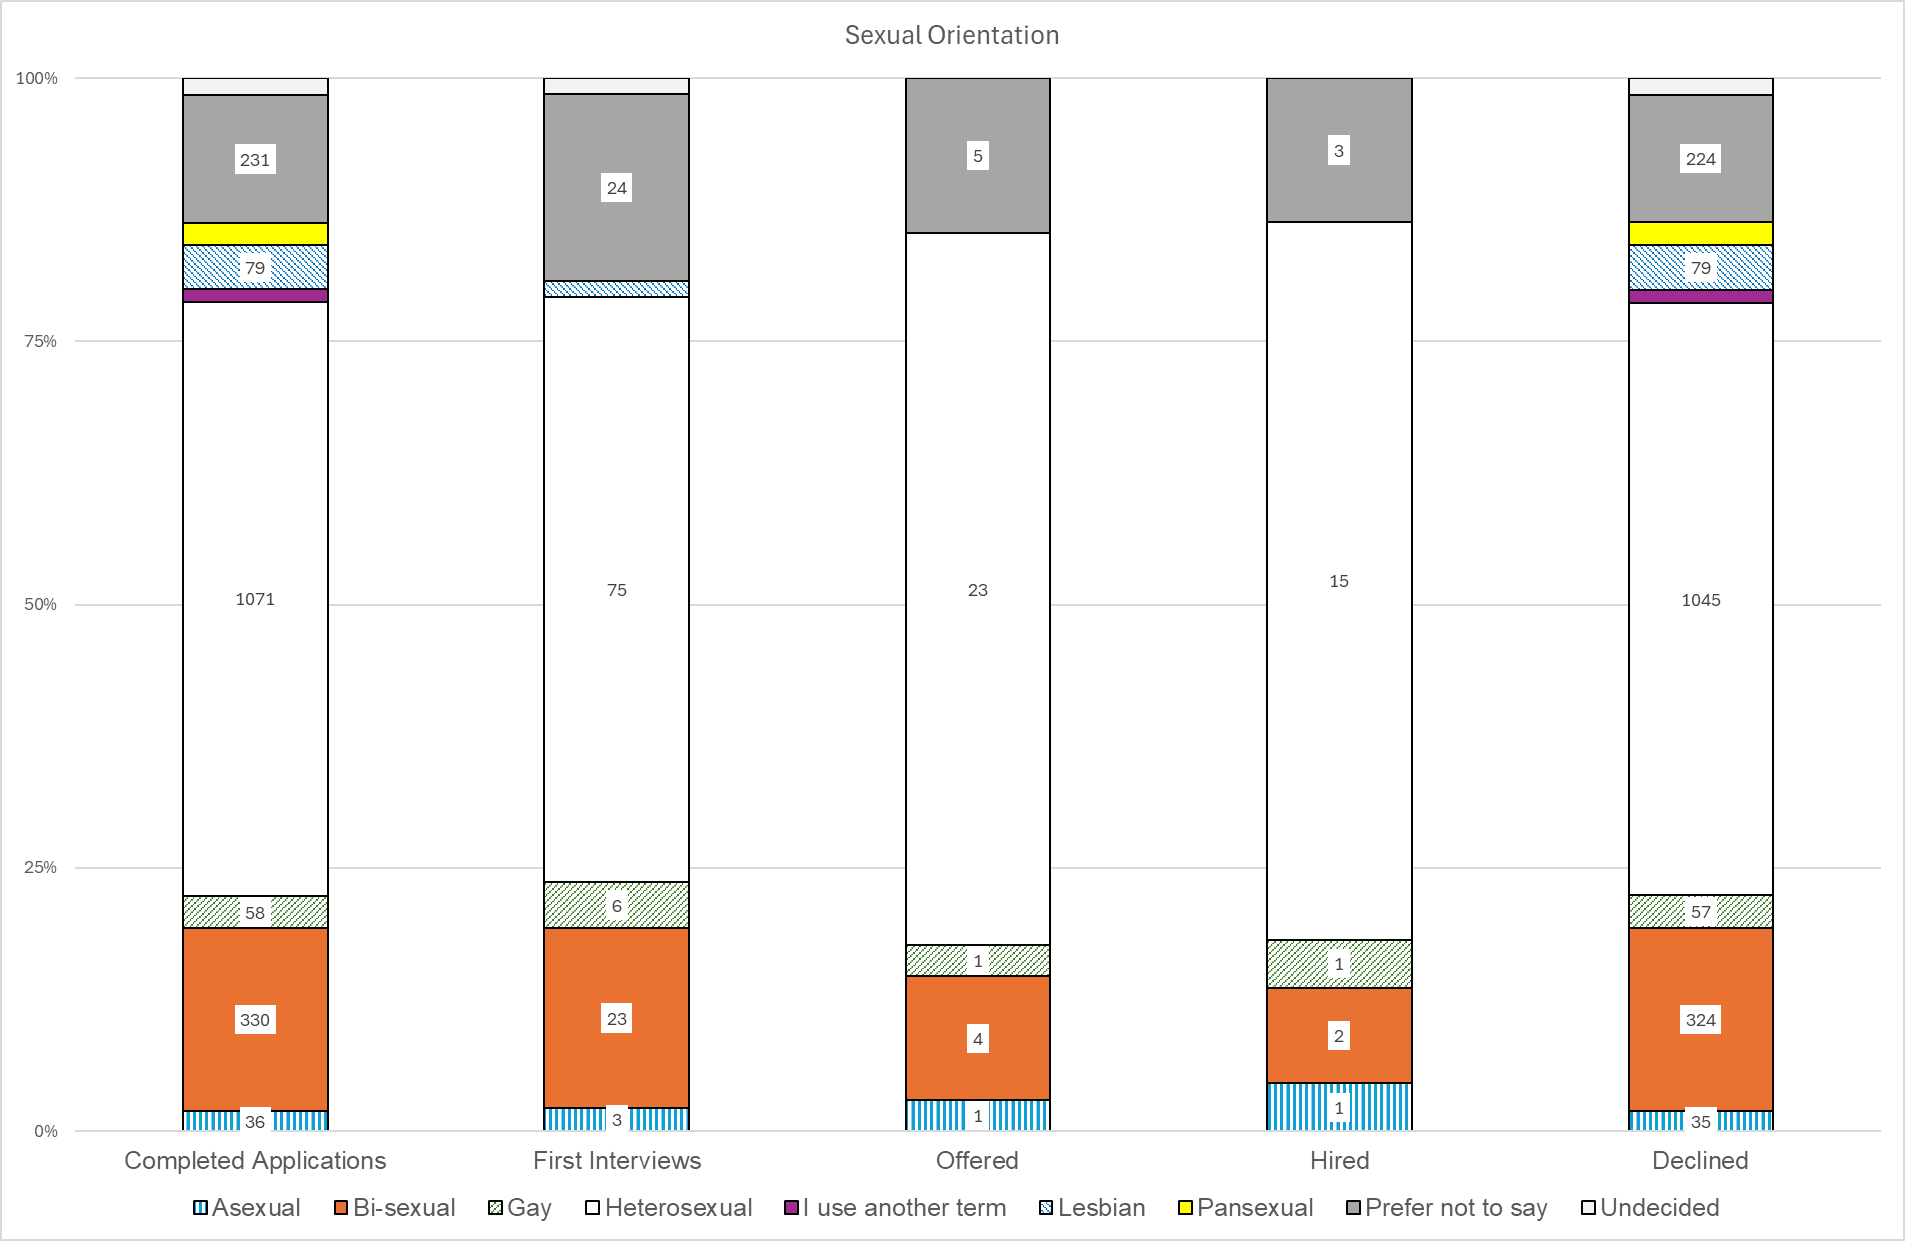 Sexual Orientation
100%
75%
50%
25%
0%
231
79
1071
58
330
36
24
75
6
23
3
5
23
1
4
1
3
15
1
2
1
224
79
1045
57
324
35
Completed Applications
First Interviews
Offered
Hired
Declined
Asexual
Bi-sexual
Gay
Heterosexual
I use another term
Lesbian
Pansexual
Prefer not to say
Undecided